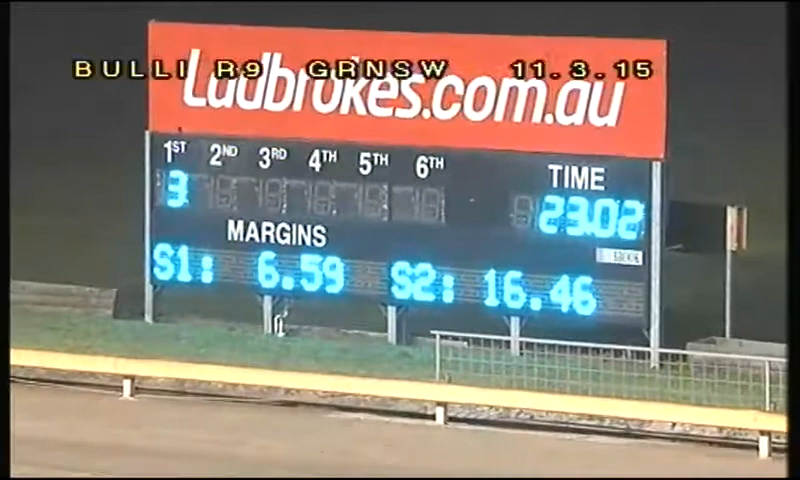 BULLI R9 GRNSW 11.3.15
Ladbrokes.com.au
1ST 2ND 3RD 4TH 5TH 6TH TIME
3 23.02
MARGINS
S1: 6.59 S2: 16.46